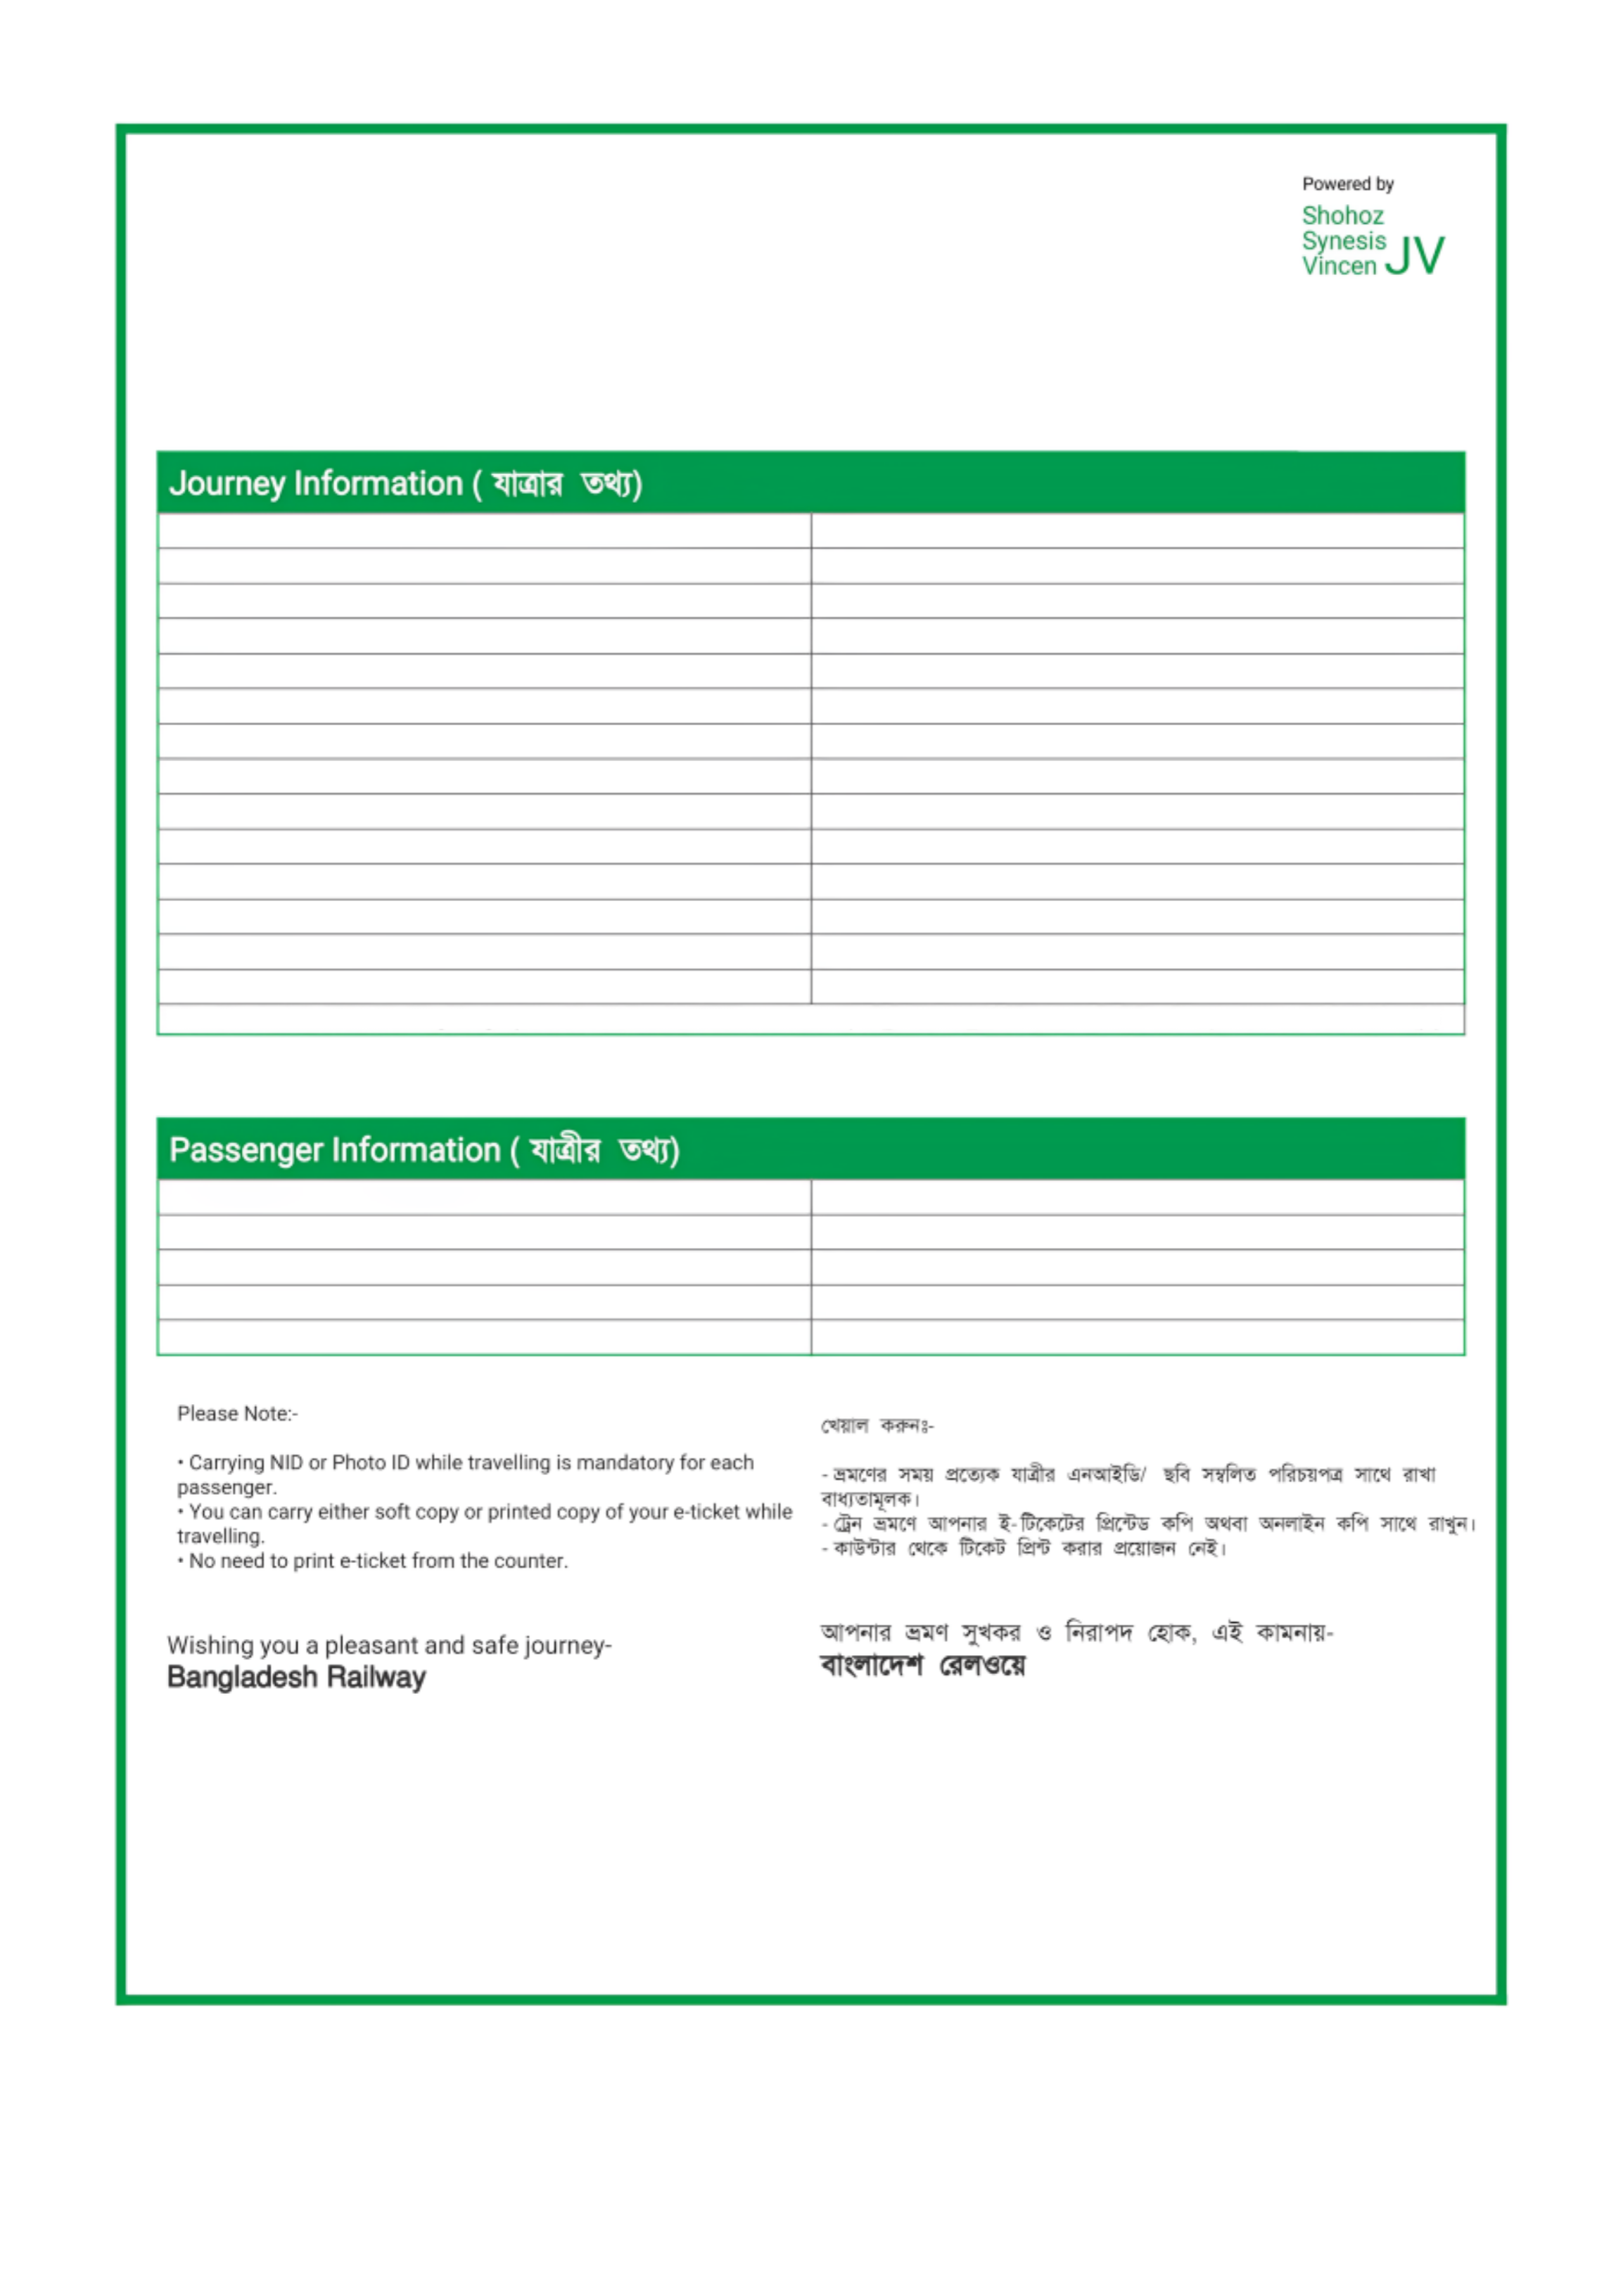 Powered by
Shohoz
Synesis
Vincen JV
Journey Information ( যাত্রার তথ্য)
Passenger Information ( যাত্রীর তথ্য)
Please Note:-
• Carrying NID or Photo ID while travelling is mandatory for each
passenger.
• You can carry either soft copy or printed copy of your e-ticket while
travelling.
• No need to print e-ticket from the counter.
Wishing you a pleasant and safe journey-
Bangladesh Railway
খেয়াল করুনঃ-
- ভ্রমণের সময় প্রত্যেক যাত্রীর এনআইডি/ ছবি সম্বলিত পরিচয়পত্র সাথে রাখা
বাধ্যতামূলক।
- ট্রেন ভ্রমণে আপনার ই-টিকেটের প্রিন্টেড কপি অথবা অনলাইন কপি সাথে রাখুন।
- কাউন্টার থেকে টিকেট প্রিন্ট করার প্রয়োজন নেই।
আপনার ভ্রমণ সুখকর ও নিরাপদ হোক, এই কামনায়-
বাংলাদেশ রেলওয়ে